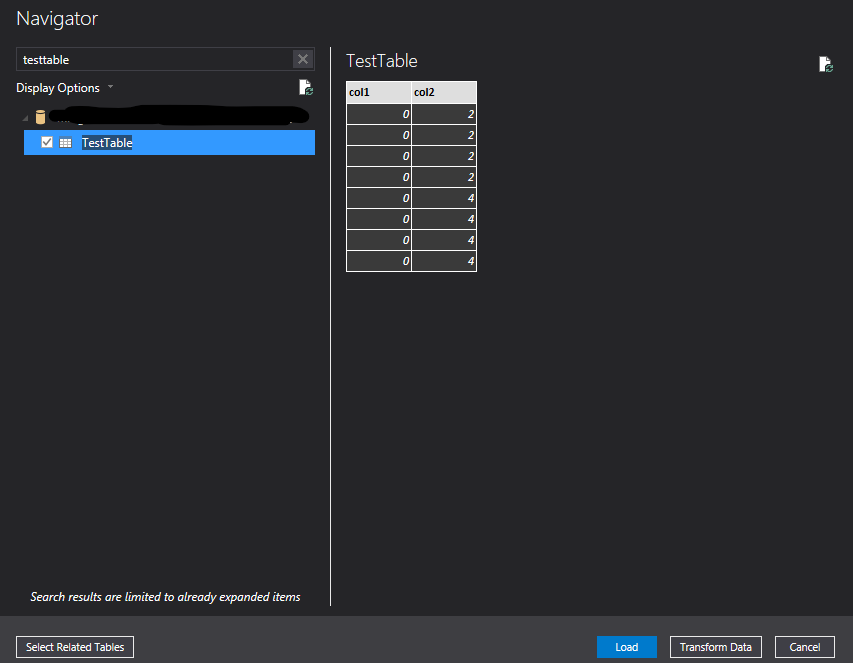 Navigator
testtable
Display Options
TestTable
Search results are limited to already expanded items
TestTable
col1 col2
0 2
0 2
0 2
0 2
0 4
0 4
0 4
0 4
Select Related Tables
Load
Transform Data
Cancel